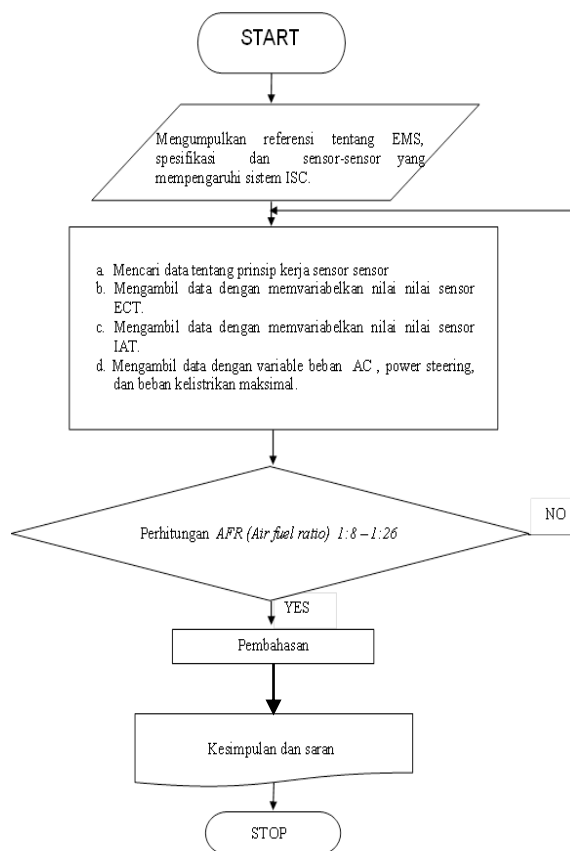 START
Mengumpulkan referensi tentang EMS,
spesifikasi dan sensor-sensor yang
mempengaruhi sistem ISC.
a. Mencari data tentang prinsip kerja sensor sensor
b. Mengambil data dengan memvariabelkan nilai nilai sensor
ECT.
c. Mengambil data dengan memvariabelkan nilai nilai sensor
IAT.
d. Mengambil data dengan variable beban AC , power steering,
dan beban kelistrikan maksimal.
Perhitungan AFR (Air fuel ratio) 1:8 – 1:26
NO
YES
Pembahasan
Kesimpulan dan saran
STOP